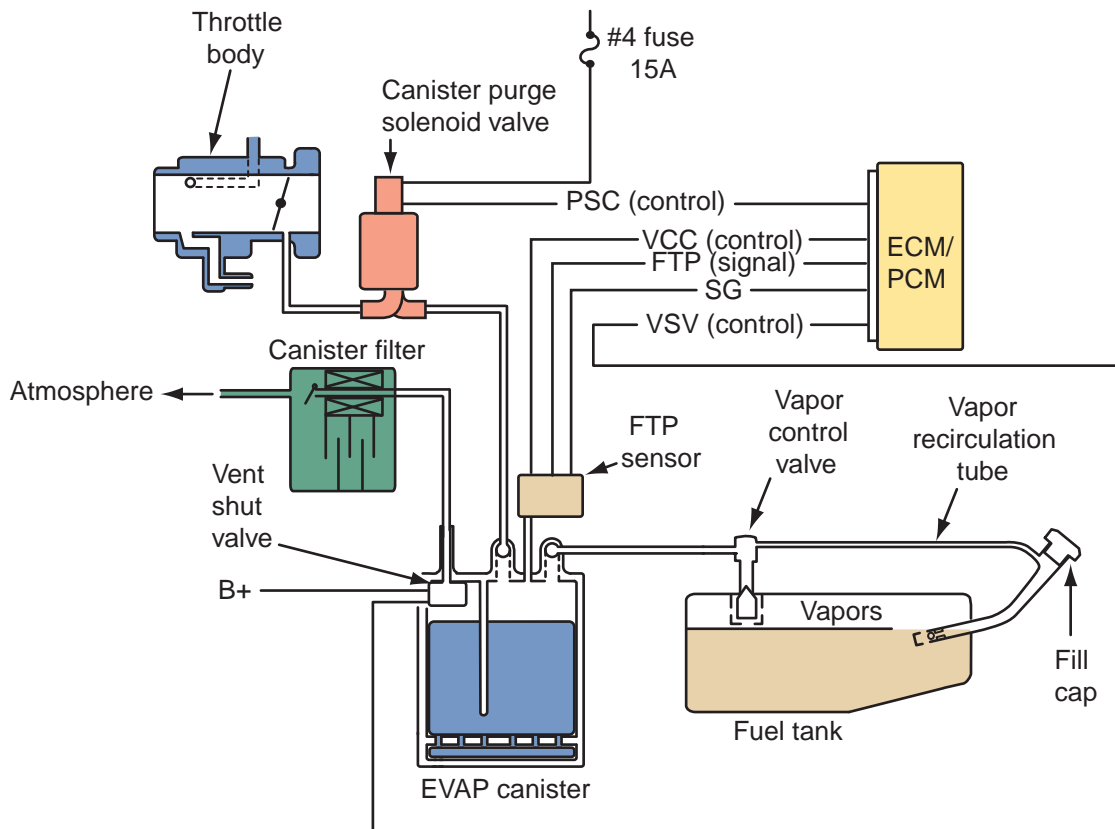 Throttle
body
#4 fuse
15A
Canister purge
solenoid valve
PSC (control)
VCC (control)
FTP (signal)
SG
VSV (control)
ECM/
PCM
Canister filter
Atmosphere
Vent
shut
valve
B+
FTP
sensor
Vapor
control
valve
Vapor
recirculation
tube
Vapors
Fill
cap
Fuel tank
EVAP canister